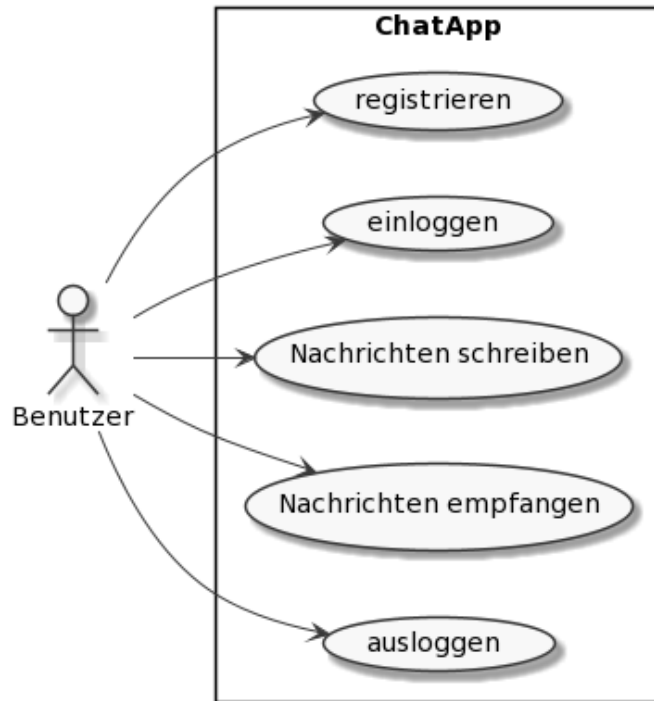 ChatApp
registrieren
einloggen
Nachrichten schreiben
Benutzer
Nachrichten empfangen
ausloggen